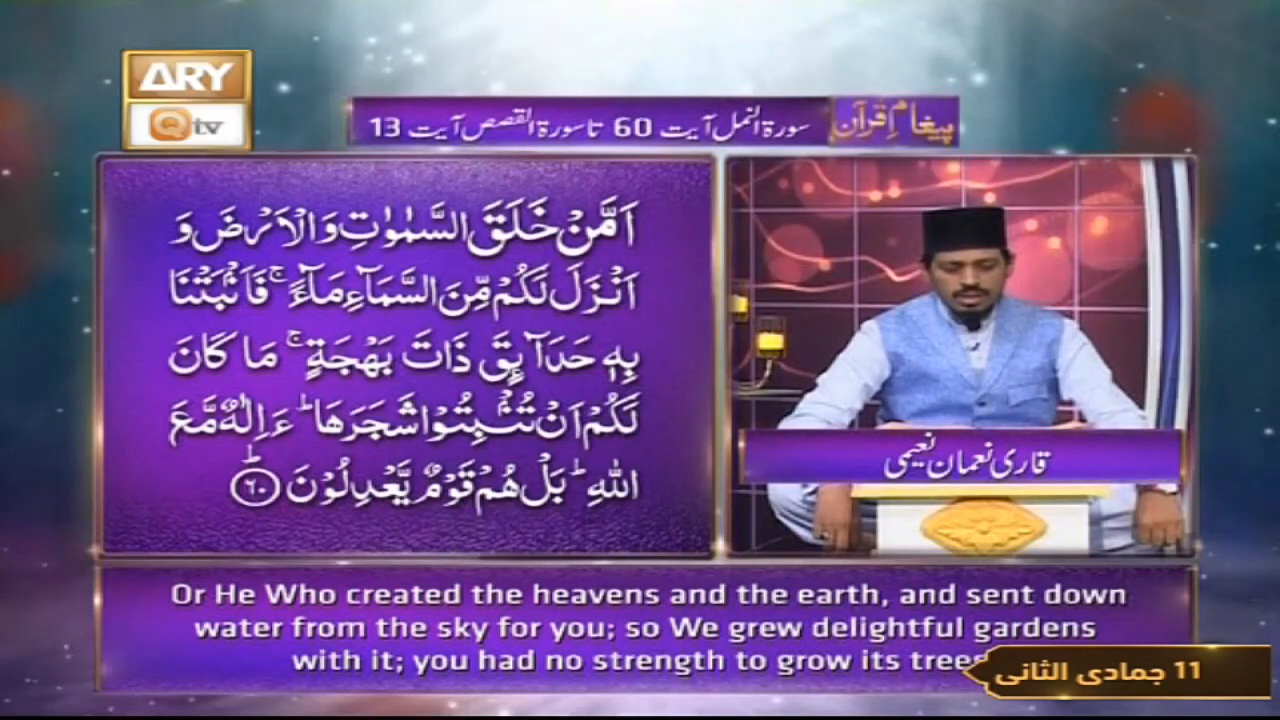 ARY
Qtv
پیغامِ قرآن
سورۃ النمل آیت 60 تا سورۃ القصص آیت 13
اَمَّنْ خَلَقَ السَّمٰوٰتِ وَالْاَرْضَ وَ
اَنْزَلَ لَكُمْ مِّنَ السَّمَآءِ مَآءً ۚ فَاَنْۢبَتْنَا
بِهٖ حَدَآئِقَ ذَاتَ بَهْجَةٍ ۚ مَا كَانَ
لَكُمْ اَنْ تُنْۢبِتُوْا شَجَرَهَا ؕ ءَاِلٰهٌ مَّعَ
اللّٰهِ ؕ بَلْ هُمْ قَوْمٌ يَّعْدِلُوْنَ ؕ ۶۰
قاری نعمان نعیمی
Or He Who created the heavens and the earth, and sent down
water from the sky for you; so We grew delightful gardens
with it; you had no strength to grow its trees
11 جمادی الثانی